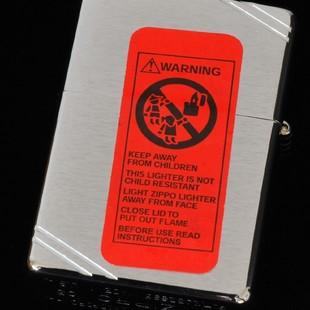 WARNING
KEEP AWAY
FROM CHILDREN
THIS LIGHTER IS NOT
CHILD RESISTANT
LIGHT ZIPPO LIGHTER
AWAY FROM FACE
CLOSE LID TO
PUT OUT FLAME
BEFORE USE READ
INSTRUCTIONS